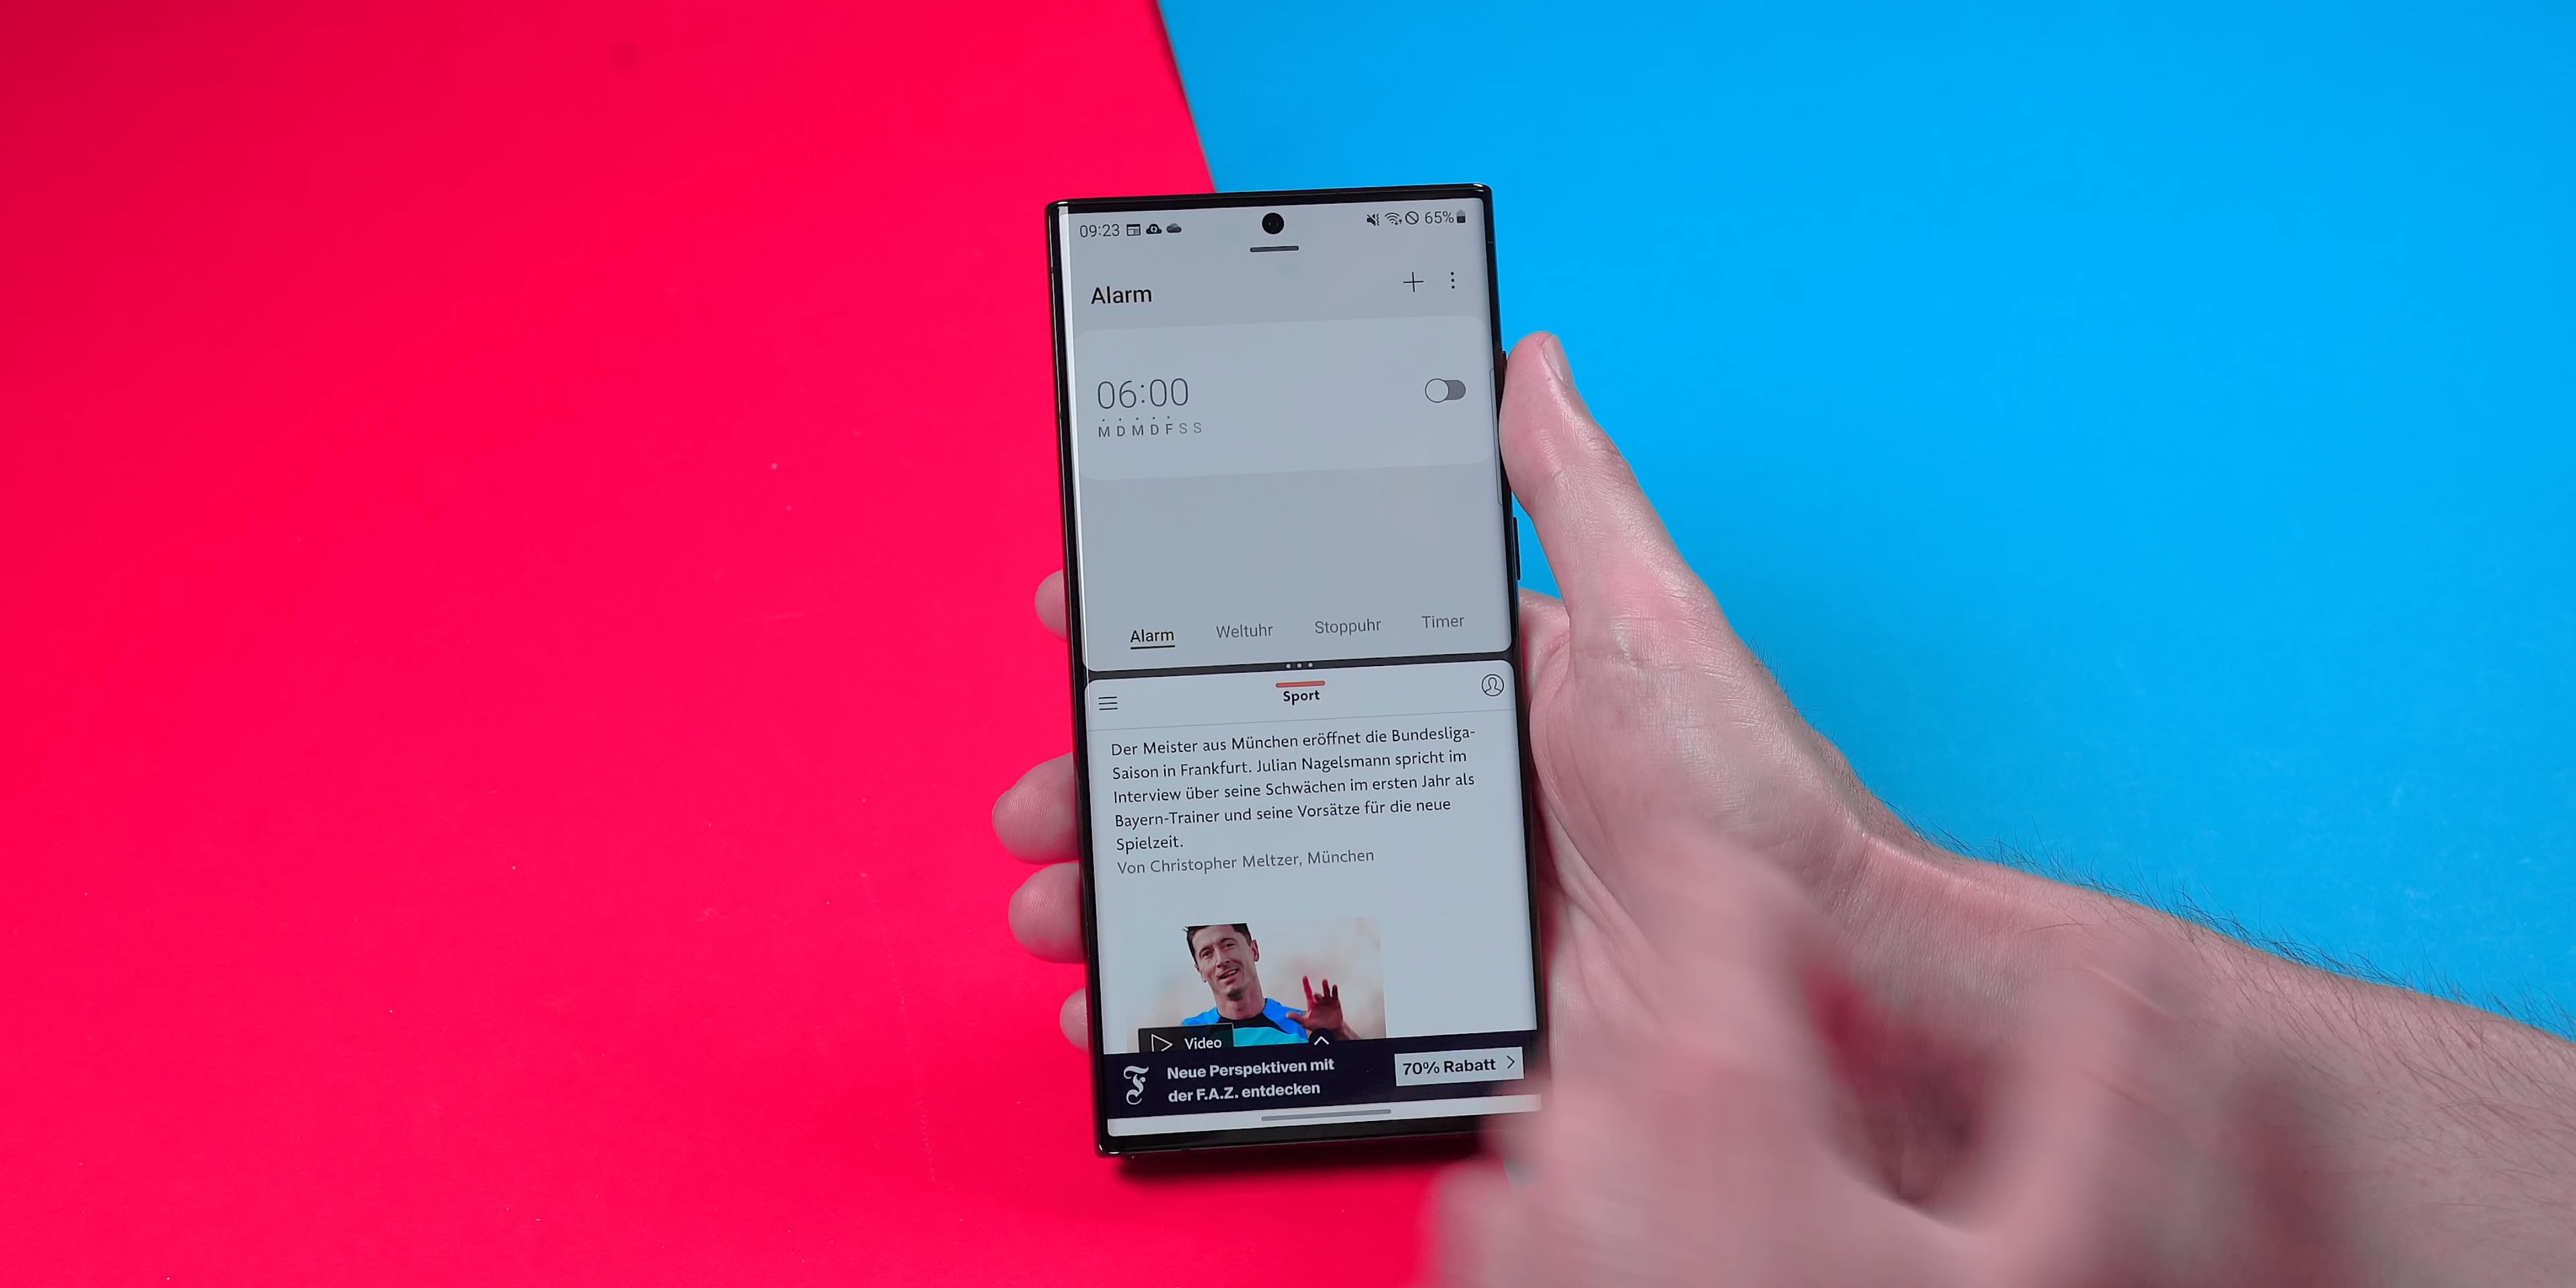 09:23
65%
Alarm
06:00
M D M D F S S
Alarm Weltuhr Stoppuhr Timer
Sport
Der Meister aus München eröffnet die Bundesliga-
Saison in Frankfurt. Julian Nagelsmann spricht im
Interview über seine Schwächen im ersten Jahr als
Bayern-Trainer und seine Vorsätze für die neue
Spielzeit.
Von Christopher Meltzer, München
Video
Neue Perspektiven mit
der F.A.Z. entdecken
70% Rabatt